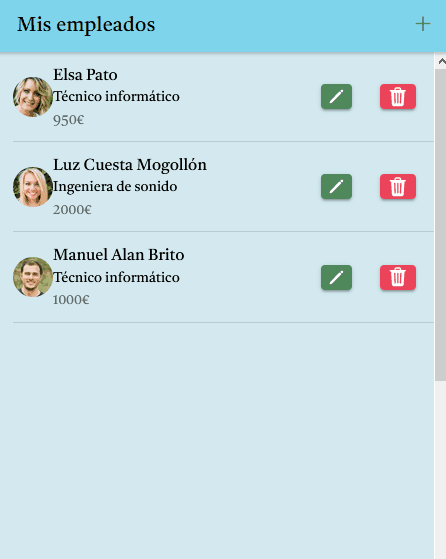 Mis empleados
Elsa Pato
Técnico informático
950€
Luz Cuesta Mogollón
Ingeniera de sonido
2000€
Manuel Alan Brito
Técnico informático
1000€